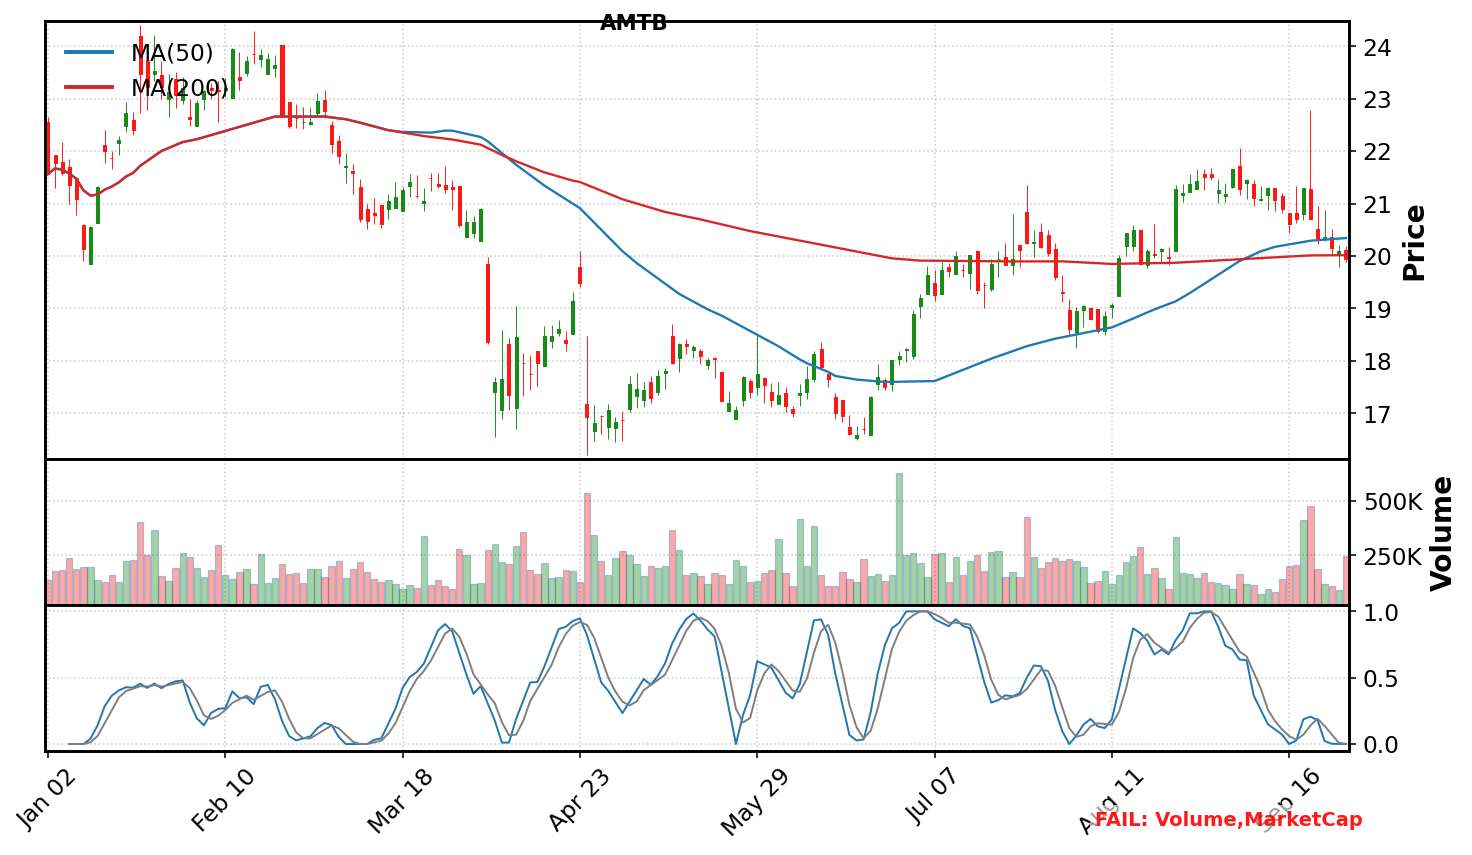 AMTB
MA(50)
MA(200)
24
23
22
21
20
19
18
17
Price
500K
250K
Volume
1.0
0.5
0.0
Jan 02
Feb 10
Mar 18
Apr 23
May 29
Jul 07
Aug 11
Sep 16
FAIL: Volume,MarketCap